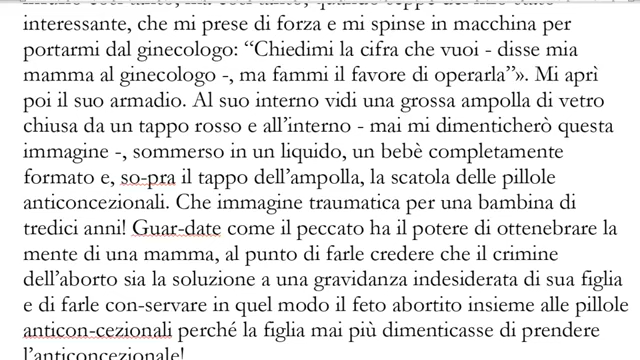 interessante, che mi prese di forza e mi spinse in macchina per
portarmi dal ginecologo: “Chiedimi la cifra che vuoi - disse mia
mamma al ginecologo -, ma fammi il favore di operarla”». Mi aprì
poi il suo armadio. Al suo interno vidi una grossa ampolla di vetro
chiusa da un tappo rosso e all’interno - mai mi dimenticherò questa
immagine -, sommerso in un liquido, un bebè completamente
formato e, so-pra il tappo dell’ampolla, la scatola delle pillole
anticoncezionali. Che immagine traumatica per una bambina di
tredici anni! Guar-date come il peccato ha il potere di ottenebrare la
mente di una mamma, al punto di farle credere che il crimine
dell’aborto sia la soluzione a una gravidanza indesiderata di sua figlia
e di farle con-servare in quel modo il feto abortito insieme alle pillole
anticon-cezionali perché la figlia mai più dimenticasse di prendere
l’anticoncezionale!